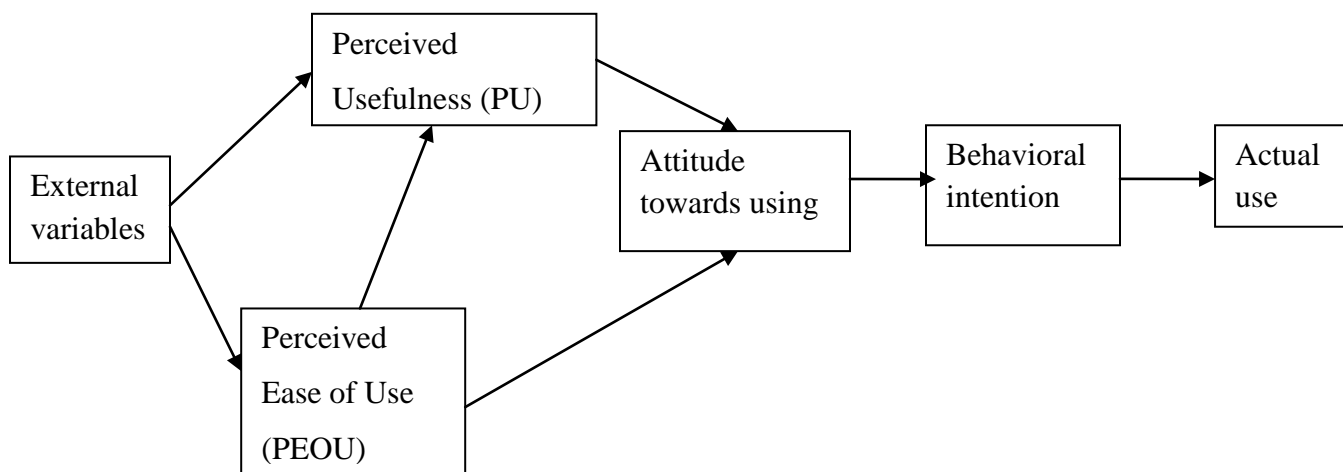 Perceived
Usefulness (PU)
External
variables
Perceived
Ease of Use
(PEOU)
Attitude
towards using
Behavioral
intention
Actual
use